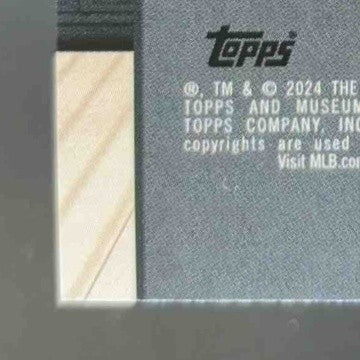 Topps
®, TM & © 2024 THE
TOPPS AND MUSEUM
TOPPS COMPANY, INC
copyrights are used
Visit MLB.com